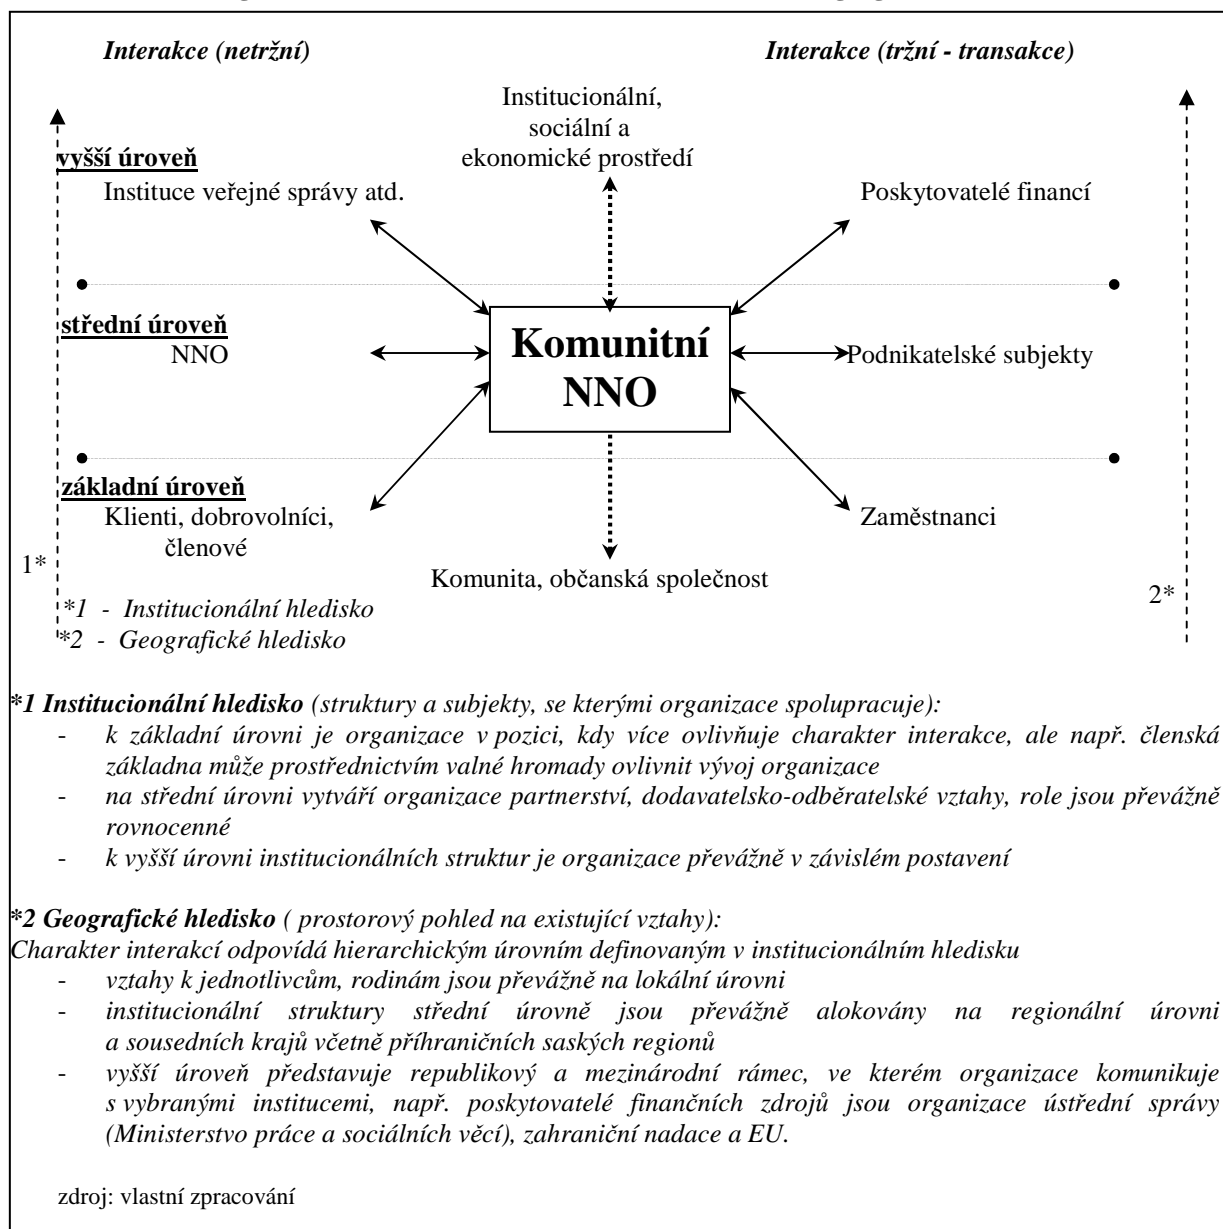 Interakce (netržní)
Interakce (tržní - transakce)
Institucionální,
sociální a
ekonomické prostředí
vyšší úroveň
Instituce veřejné správy atd.
Poskytovatelé financí
střední úroveň
NNO
Komunitní
NNO
Podnikatelské subjekty
základní úroveň
Klienti, dobrovolníci,
členové
Zaměstnanci
1*
Komunita, občanská společnost
2*
*1 - Institucionální hledisko
*2 - Geografické hledisko
*1 Institucionální hledisko (struktury a subjekty, se kterými organizace spolupracuje):
- k základní úrovni je organizace v pozici, kdy více ovlivňuje charakter interakce, ale např. členská
základna může prostřednictvím valné hromady ovlivnit vývoj organizace
- na střední úrovni vytváří organizace partnerství, dodavatelsko-odběratelské vztahy, role jsou převážně
rovnocenné
- k vyšší úrovni institucionálních struktur je organizace převážně v závislém postavení
*2 Geografické hledisko ( prostorový pohled na existující vztahy):
Charakter interakcí odpovídá hierarchickým úrovním definovaným v institucionálním hledisku
- vztahy k jednotlivcům, rodinám jsou převážně na lokální úrovni
- institucionální struktury střední úrovně jsou převážně alokovány na regionální úrovni
a sousedních krajů včetně příhraničních saských regionů
- vyšší úroveň představuje republikový a mezinárodní rámec, ve kterém organizace komunikuje
s vybranými institucemi, např. poskytovatelé finančních zdrojů jsou organizace ústřední správy
(Ministerstvo práce a sociálních věcí), zahraniční nadace a EU.
zdroj: vlastní zpracování